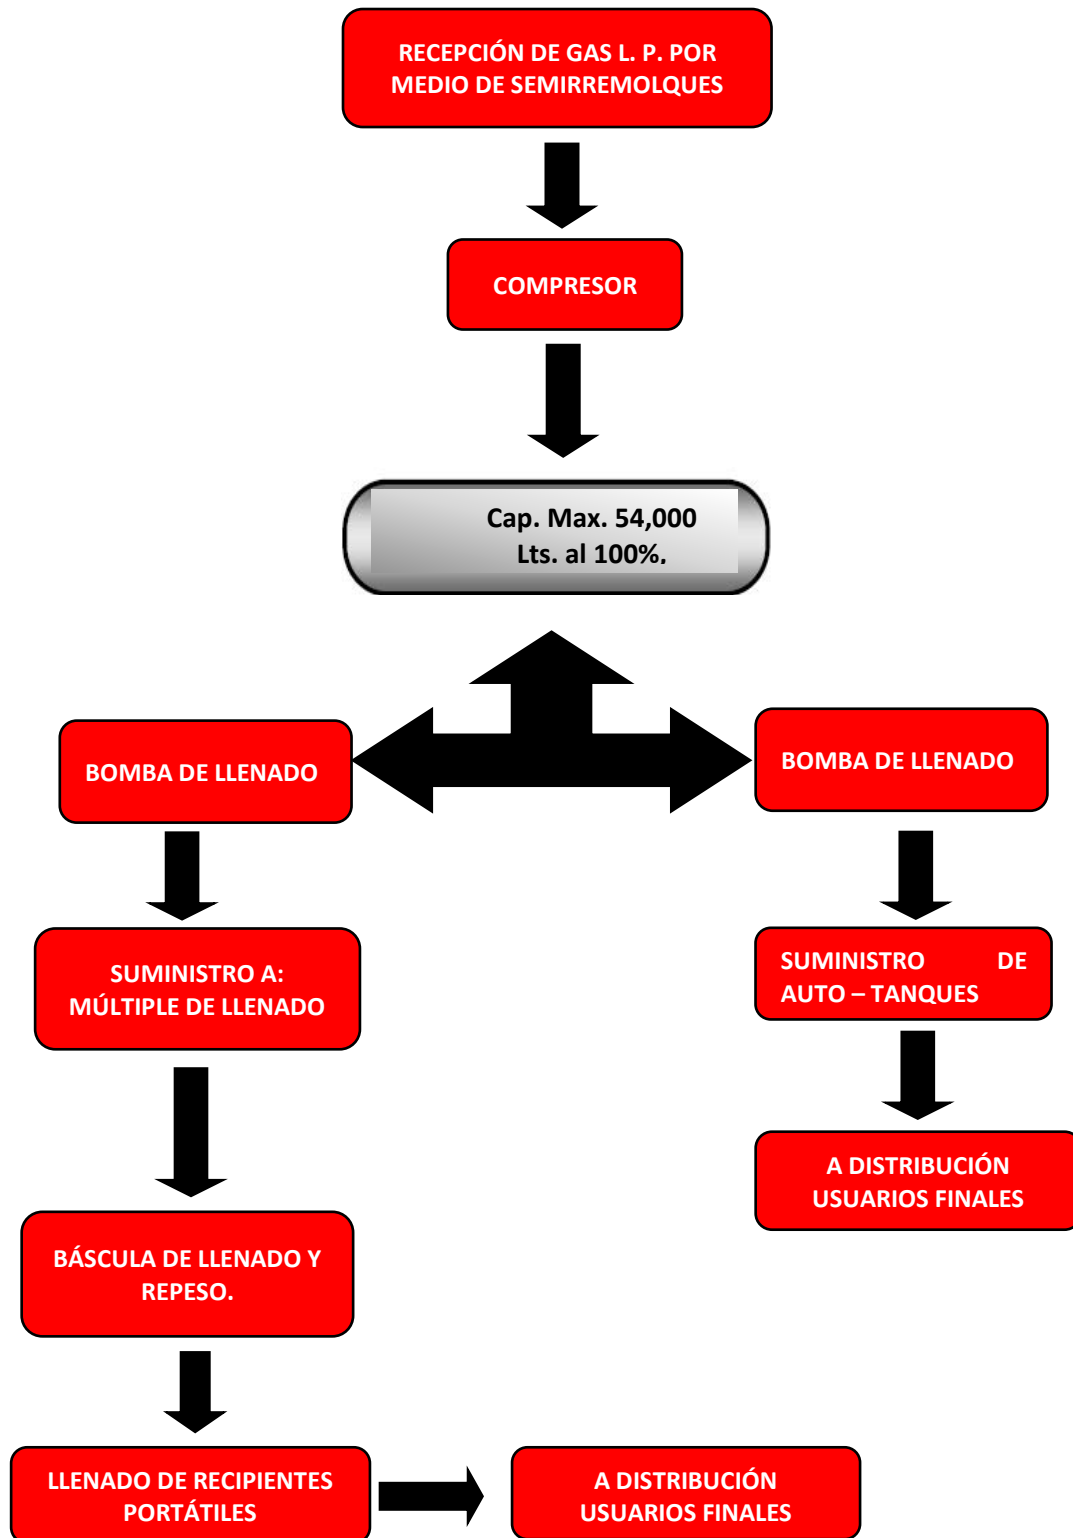 RECEPCIÓN DE GAS L. P. POR
MEDIO DE SEMIRREMOLQUES
COMPRESOR
Cap. Max. 54,000
Lts. al 100%.
BOMBA DE LLENADO
BOMBA DE LLENADO
SUMINISTRO A:
MÚLTIPLE DE LLENADO
SUMINISTRO DE
AUTO – TANQUES
A DISTRIBUCIÓN
USUARIOS FINALES
BÁSCULA DE LLENADO Y
REPESO.
LLENADO DE RECIPIENTES
PORTÁTILES
A DISTRIBUCIÓN
USUARIOS FINALES